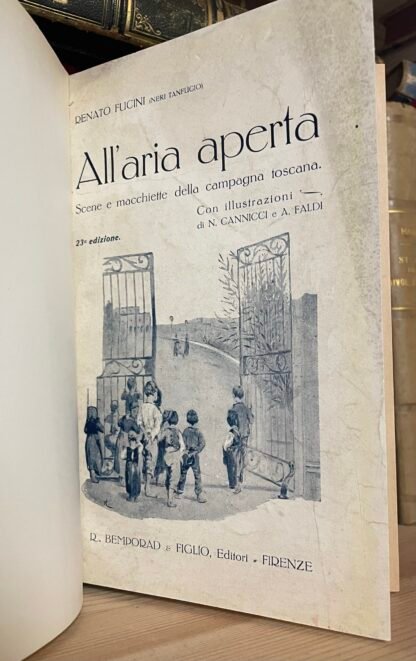 RENATO FUCINI (NERI TANFUCIO)
All'aria aperta
Scene e macchiette della campagna toscana.
Con illustrazioni
di N. CANNICCI e A. FALDI
23ª edizione.
R. BEMPORAD & FIGLIO, Editori - FIRENZE